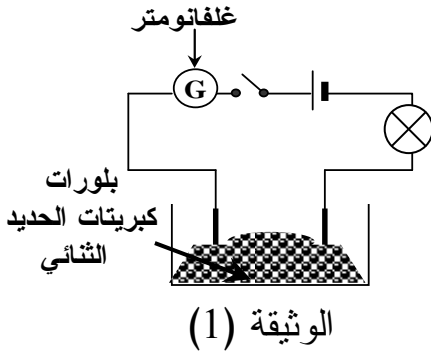 غلفانومتر
G
بلورات
كبريتات الحديد
الثنائي
الوثيقة (1)